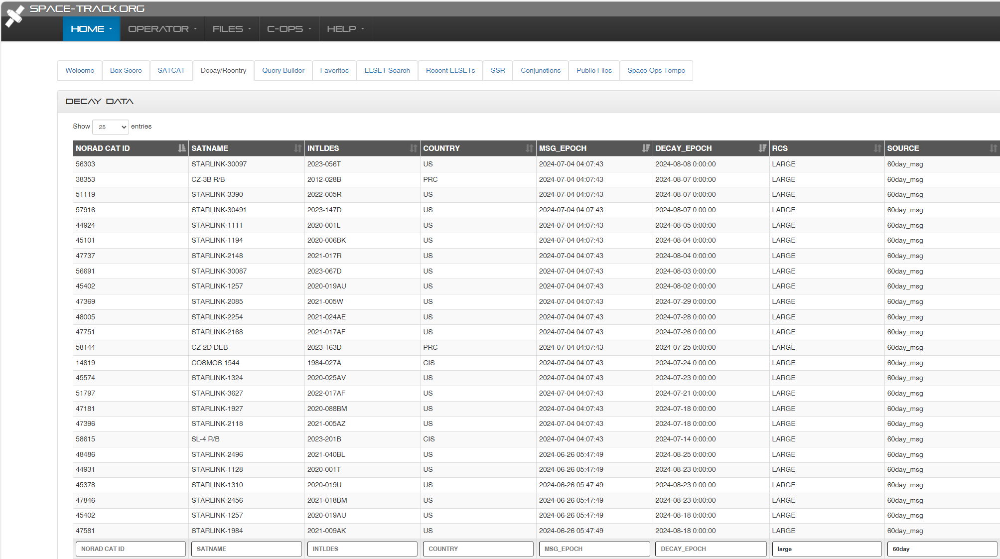 SPACE-TRACK.ORG
HOME OPERATOR FILES C-OPS HELP
Welcome Box Score SATCAT Decay/Reentry Query Builder Favorites ELSET Search Recent ELSETs SSR Conjunctions Public Files Space Ops Tempo
DECAY DATA
Show 25 entries
NORAD CAT ID SATNAME INTLDES COUNTRY MSG_EPOCH DECAY_EPOCH RCS SOURCE
56303 STARLINK-30097 2023-056T US 2024-07-04 04:07:43 2024-08-08 0:00:00 LARGE 60day_msg
38353 CZ-3B R/B 2012-028B PRC 2024-07-04 04:07:43 2024-08-07 0:00:00 LARGE 60day_msg
51119 STARLINK-3390 2022-005R US 2024-07-04 04:07:43 2024-08-07 0:00:00 LARGE 60day_msg
57916 STARLINK-30491 2023-147D US 2024-07-04 04:07:43 2024-08-07 0:00:00 LARGE 60day_msg
44924 STARLINK-1111 2020-001L US 2024-07-04 04:07:43 2024-08-05 0:00:00 LARGE 60day_msg
45101 STARLINK-1194 2020-006BK US 2024-07-04 04:07:43 2024-08-04 0:00:00 LARGE 60day_msg
47737 STARLINK-2148 2021-017R US 2024-07-04 04:07:43 2024-08-04 0:00:00 LARGE 60day_msg
56691 STARLINK-30087 2023-067D US 2024-07-04 04:07:43 2024-08-03 0:00:00 LARGE 60day_msg
45402 STARLINK-1257 2020-019AU US 2024-07-04 04:07:43 2024-08-02 0:00:00 LARGE 60day_msg
47369 STARLINK-2085 2021-005W US 2024-07-04 04:07:43 2024-07-29 0:00:00 LARGE 60day_msg
48005 STARLINK-2254 2021-024AE US 2024-07-04 04:07:43 2024-07-28 0:00:00 LARGE 60day_msg
47751 STARLINK-2168 2021-017AF US 2024-07-04 04:07:43 2024-07-26 0:00:00 LARGE 60day_msg
58144 CZ-2D DEB 2023-163D PRC 2024-07-04 04:07:43 2024-07-25 0:00:00 LARGE 60day_msg
14819 COSMOS 1544 1984-027A CIS 2024-07-04 04:07:43 2024-07-24 0:00:00 LARGE 60day_msg
45574 STARLINK-1324 2020-025AV US 2024-07-04 04:07:43 2024-07-23 0:00:00 LARGE 60day_msg
51797 STARLINK-3627 2022-017AF US 2024-07-04 04:07:43 2024-07-21 0:00:00 LARGE 60day_msg
47181 STARLINK-1927 2020-088BM US 2024-07-04 04:07:43 2024-07-18 0:00:00 LARGE 60day_msg
47396 STARLINK-2118 2021-005AZ US 2024-07-04 04:07:43 2024-07-18 0:00:00 LARGE 60day_msg
58615 SL-4 R/B 2023-201B CIS 2024-07-04 04:07:43 2024-07-14 0:00:00 LARGE 60day_msg
48486 STARLINK-2496 2021-040BL US 2024-06-26 05:47:49 2024-08-25 0:00:00 LARGE 60day_msg
44931 STARLINK-1128 2020-001T US 2024-06-26 05:47:49 2024-08-23 0:00:00 LARGE 60day_msg
45378 STARLINK-1310 2020-019U US 2024-06-26 05:47:49 2024-08-23 0:00:00 LARGE 60day_msg
47846 STARLINK-2456 2021-018BM US 2024-06-26 05:47:49 2024-08-23 0:00:00 LARGE 60day_msg
45402 STARLINK-1257 2020-019AU US 2024-06-26 05:47:49 2024-08-18 0:00:00 LARGE 60day_msg
47581 STARLINK-1984 2021-009AK US 2024-06-26 05:47:49 2024-08-18 0:00:00 LARGE 60day_msg
NORAD CAT ID SATNAME INTLDES COUNTRY MSG_EPOCH DECAY_EPOCH large 60day